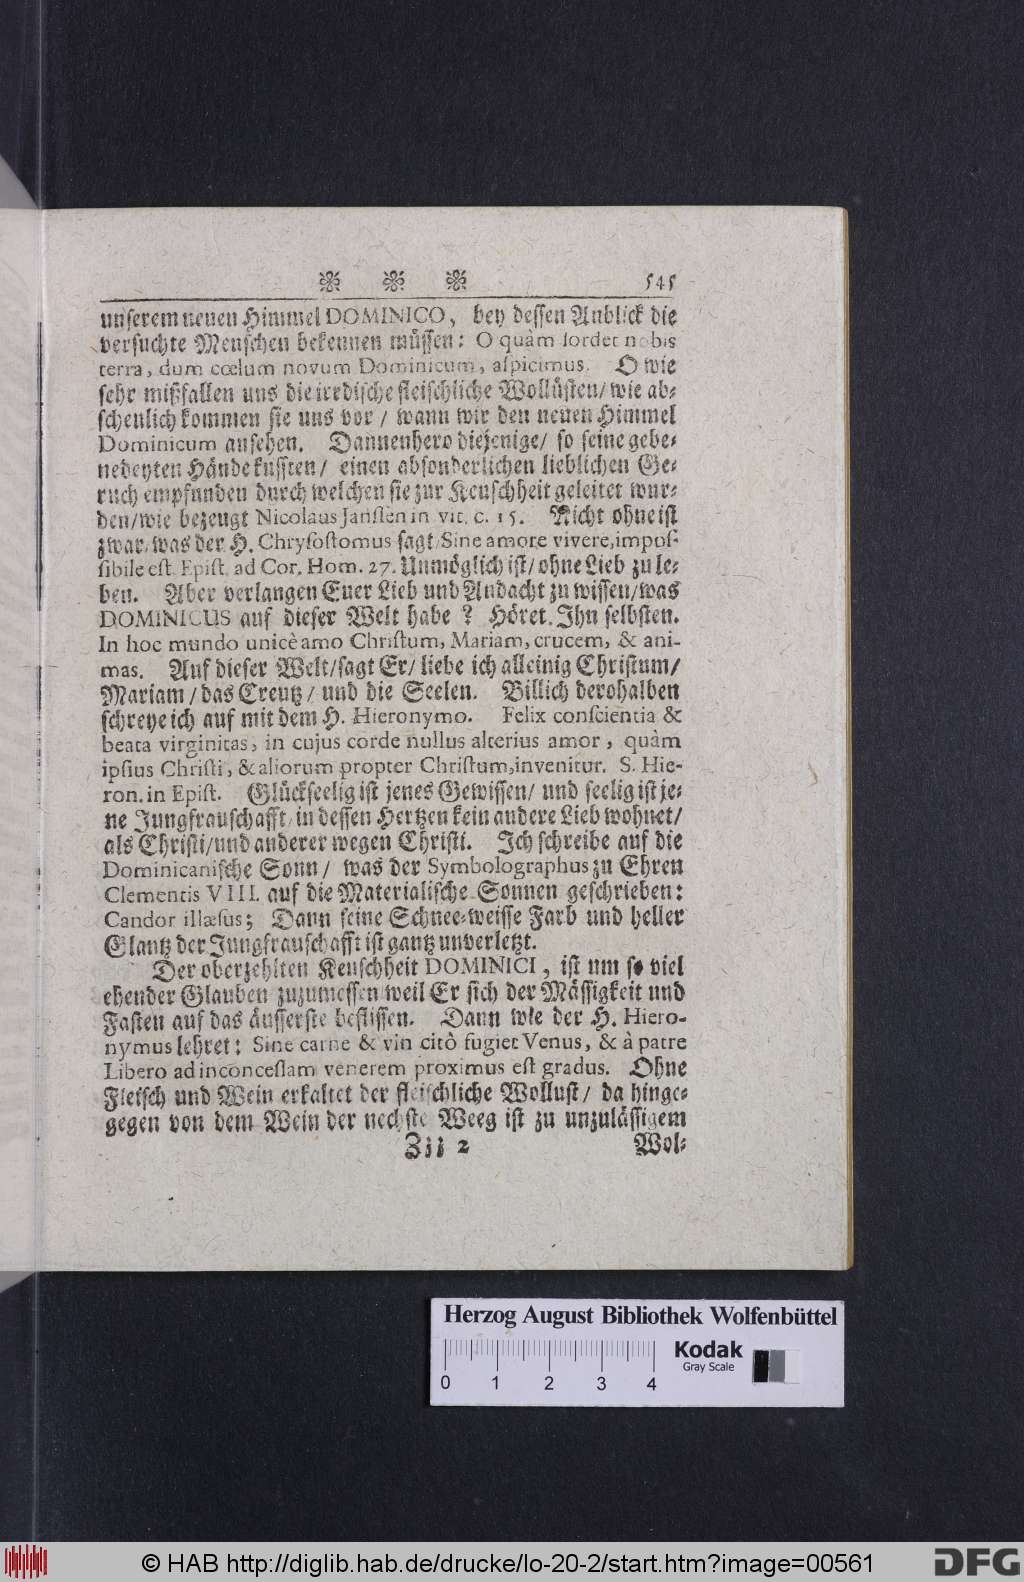 545
unſerem neuen Himmel DOMINICO, bey deſſen Anblick die
verſuchte Menſchen bekennen müſſen: O quàm ſordet nobis
terra, dum cœlum novum Dominicum, aſpicimus. O wie
ſehr mißfallen uns die irrdiſche fleiſchliche Wollüſten/ wie ab-
ſcheulich kommen ſie uns vor / wann wir den neuen Himmel
Dominicum anſehen. Dannenhero diejenige/ ſo ſeine gebe-
nedeyten Hände kuſſten/ einen abſonderlichen lieblichen Ge-
ruch empfunden durch welchen ſie zur Keuſchheit geleitet wur-
den/ wie bezeugt Nicolaus Janſſen in vit. c. 15. Nicht ohne iſt
zwar, was der H. Chryſoſtomus ſagt Sine amore vivere, impoſ-
ſibile eſt. Epiſt. ad Cor. Hom. 27. Unmöglich iſt/ ohne Lieb zu le-
ben. Aber verlangen Euer Lieb und Andacht zu wiſſen/ was
DOMINICUS auf dieſer Welt habe? Höret. Ihn ſelbſten.
In hoc mundo unicè amo Chriſtum, Mariam, crucem, & ani-
mas. Auf dieſer Welt/ ſagt Er/ liebe ich alleinig Chriſtum/
Mariam/ das Creutz/ und die Seelen. Billich derohalben
ſchreye ich auf mit dem H. Hieronymo. Felix conſcientia &
beata virginitas, in cujus corde nullus alterius amor, quàm
ipſius Chriſti, & aliorum propter Chriſtum, invenitur. S. Hie-
ron. in Epiſt. Glückſeelig iſt jenes Gewiſſen/ und ſeelig iſt je-
ne Jungfrauſchafft/ in deſſen Hertzen kein andere Lieb wohnet/
als Chriſti/ und anderer wegen Chriſti. Ich ſchreibe auf die
Dominicaniſche Sonn/ was der Symbolographus zu Ehren
Clementis VIII. auf die Materialiſche Sonnen geſchrieben:
Candor illæſus; Dann ſeine Schnee-weiſſe Farb und heller
Glantz der Jungfrauſchafft iſt gantz unverletzt.
Der oberzehlten Keuſchheit DOMINICI, iſt um ſo viel
ehender Glauben zuzumeſſen weil Er ſich der Mäſſigkeit und
Faſten auf das äuſſerſte befliſſen. Dann wie der H. Hiero-
nymus lehret: Sine carne & vin citò fugiet Venus, & à patre
Libero ad inconceſſam venerem proximus eſt gradus. Ohne
Fleiſch und Wein erkaltet der fleiſchliche Wolluſt/ da hinge-
gegen von dem Wein der nechſte Weeg iſt zu unzuläſſigem
Zii 2 Wol-
Herzog August Bibliothek Wolfenbüttel
Kodak
Gray Scale
0 1 2 3 4
© HAB http://diglib.hab.de/drucke/lo-20-2/start.htm?image=00561
DFG